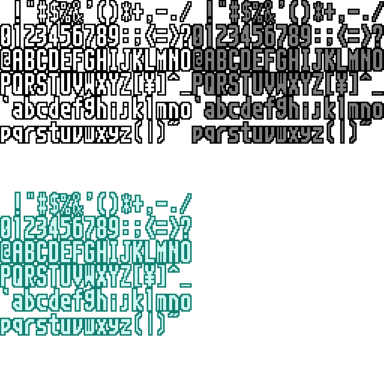 !"#$%&'()*+,-./
0123456789:;<=>?
@ABCDEFGHIJKLMNO
PQRSTUVWXYZ[¥]^_
`abcdefghijklmno
pqrstuvwxyz{|}~
!"#$%&'()*+,-./
0123456789:;<=>?
@ABCDEFGHIJKLMNO
PQRSTUVWXYZ[¥]^_
`abcdefghijklmno
pqrstuvwxyz{|}~
!"#$%&'()*+,-./
0123456789:;<=>?
@ABCDEFGHIJKLMNO
PQRSTUVWXYZ[¥]^_
`abcdefghijklmno
pqrstuvwxyz{|}~